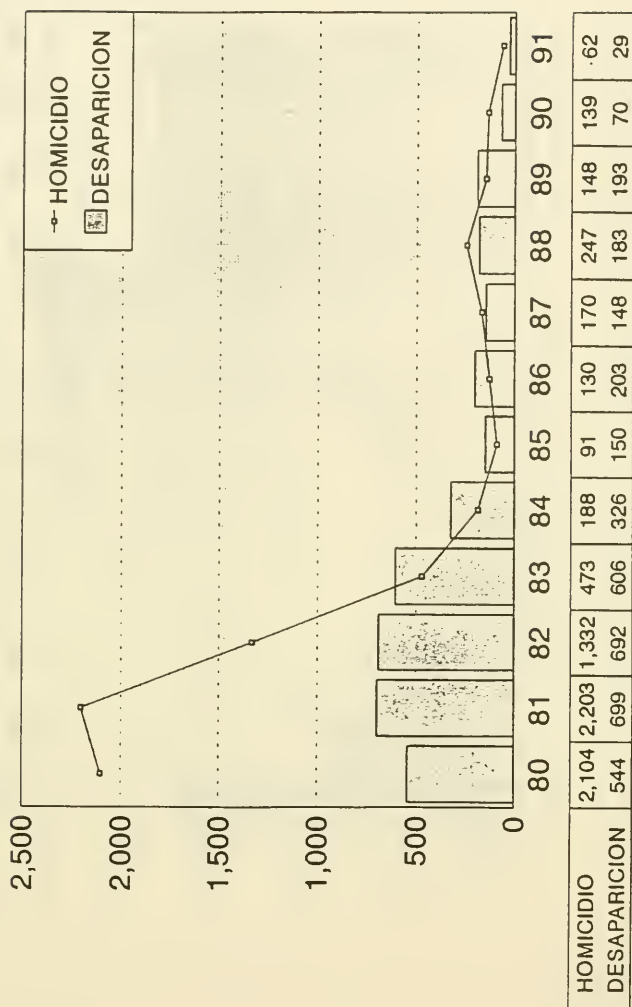 HOMICIDIO
DESAPARICION
2,500
2,000
1,500
1,000
500
0
80 81 82 83 84 85 86 87 88 89 90 91
HOMICIDIO 2,104 2,203 1,332 473 188 91 130 170 247 148 139 62
DESAPARICION 544 699 692 606 326 150 203 148 183 193 70 29